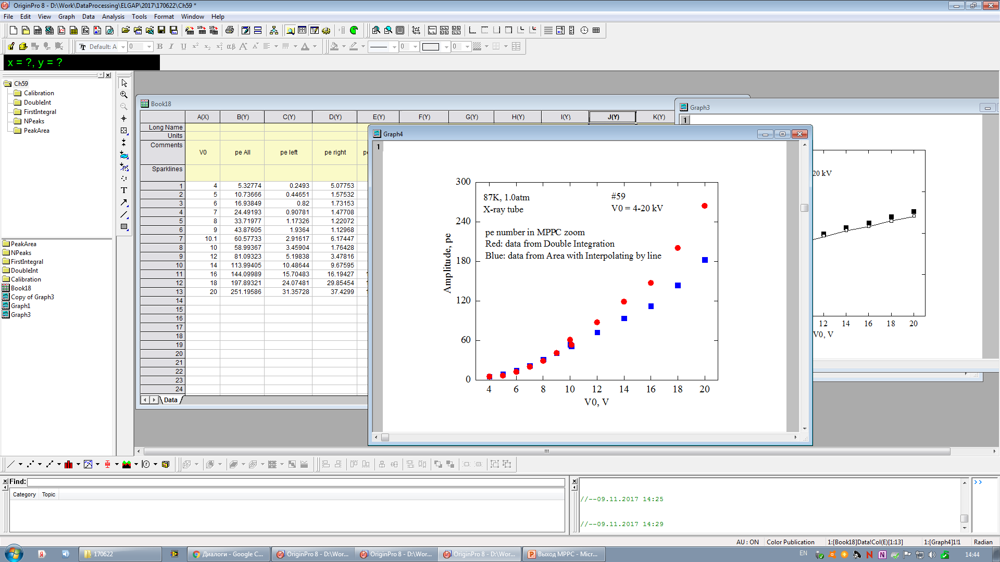 OriginPro 8 - D:\Work\DataProcessing\ELGAP\2017\170622\Ch59 *
File Edit View Graph Data Analysis Tools Format Window Help
Default: A 0 B I U αβ A A 0 0
x = ?, y = ?
Ch59
Calibration
DoubleInt
FirstIntegral
NPeaks
PeakArea
PeakArea
NPeaks
FirstIntegral
DoubleInt
Calibration
Book18
Copy of Graph3
Graph1
Graph3
Book18
A(X) B(Y) C(Y) D(Y) E(Y) F(Y) G(Y) H(Y) I(Y) J(Y) K(Y)
Long Name
Units
Comments V0 pe All pe left pe right
Sparklines
1 4 5.32774 0.2493 5.07753
2 5 10.73666 0.44651 1.57532
3 6 16.93849 0.82 1.73153
4 7 24.49193 0.90781 1.47708
5 8 33.71977 1.17326 1.22072
6 9 43.87605 1.9364 1.12968
7 10.1 60.57733 2.91617 6.17447
8 10 58.99367 3.45904 1.76428
9 12 81.09323 5.19838 3.47816
10 14 113.99405 10.48644 9.67595
11 16 144.09989 15.70483 16.19427
12 18 197.89321 24.07481 29.85454
13 20 251.19586 31.35728 37.4299
14
15
16
17
18
19
20
21
22
23
24
Data
Graph3
1
20 kV
12 14 16 18 20
V0, V
Graph4
1
300
240
180
120
60
0
Amplitude, pe
87K, 1.0atm
X-ray tube
#59
V0 = 4-20 kV
pe number in MPPC zoom
Red: data from Double Integration
Blue: data from Area with Interpolating by line
4 6 8 10 12 14 16 18 20
V0, V
Find:
Category Topic
//--09.11.2017 14:25
//--09.11.2017 14:29
>>
AU : ON Color Publication 1:[Book18]Data!Col(E)[1:13] 1:[Graph4]1!1 Radian
170622
Диалоги - Google C...
OriginPro 8 - D:\Wor...
OriginPro 8 - D:\Wor...
OriginPro 8 - D:\Wor...
Выход MPPC - Micr...
EN
14:44